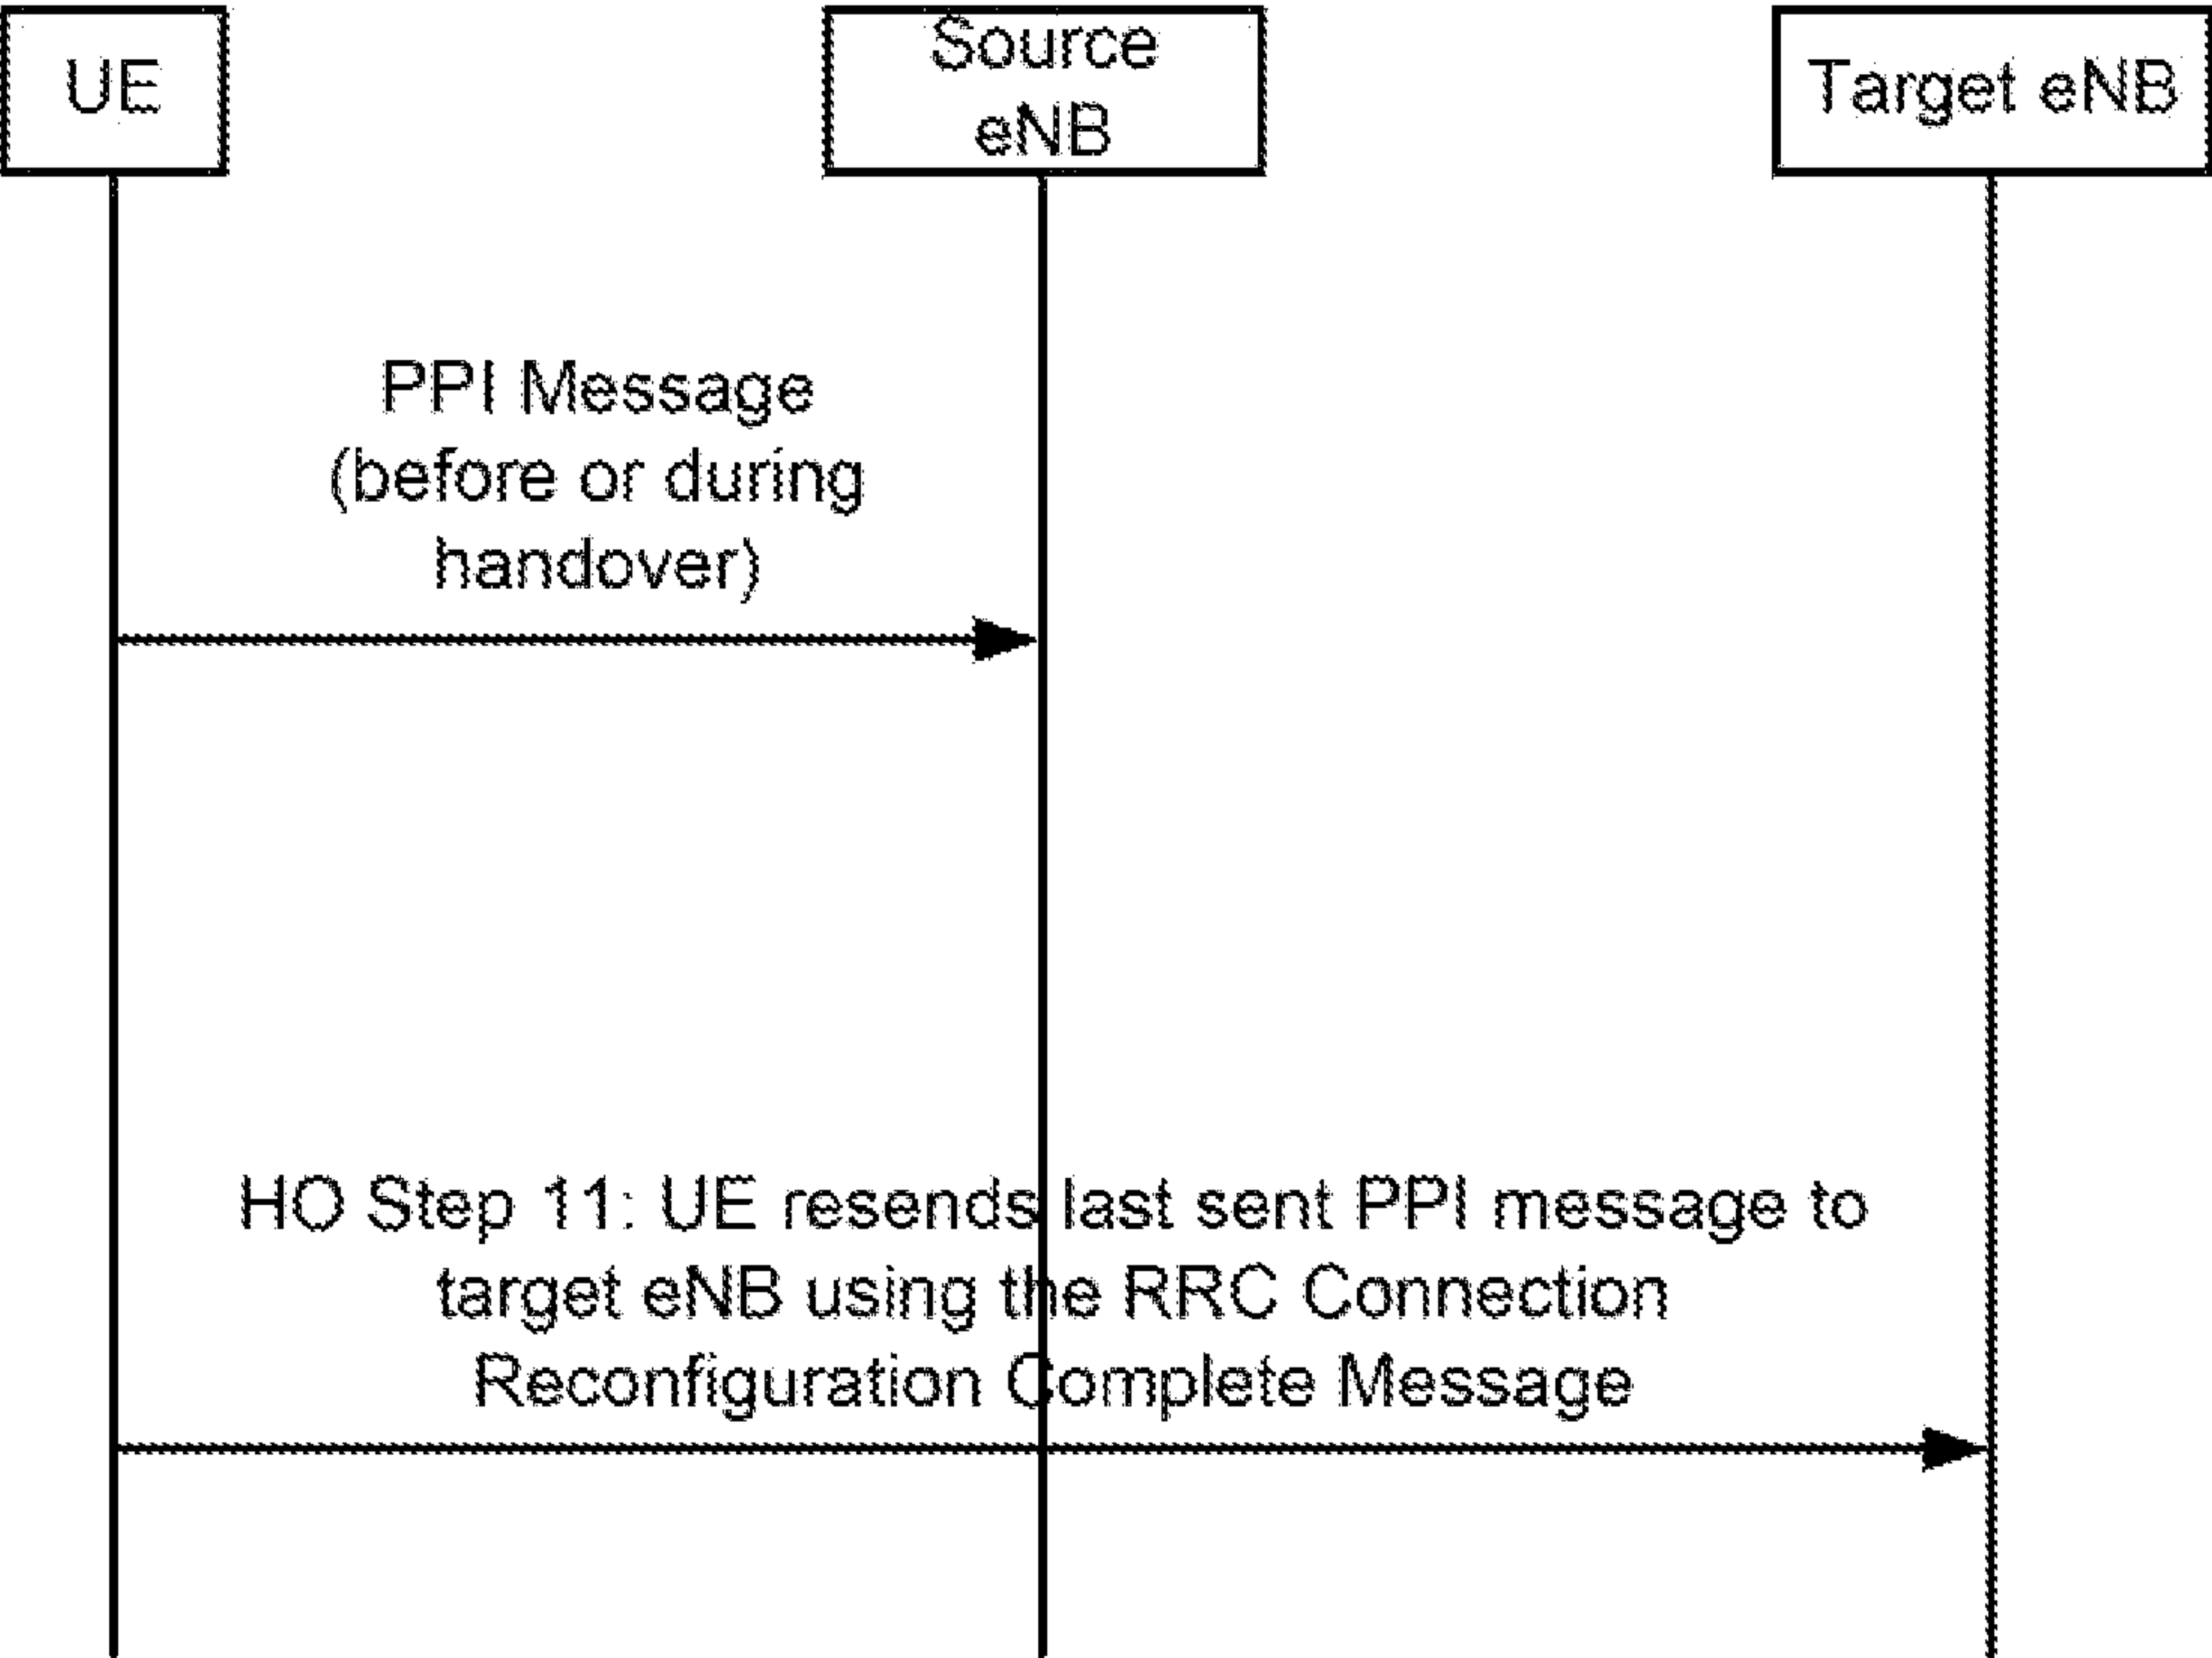 UE
Source
eNB
Target eNB
PPI Message
(before or during
handover)
HO Step 11: UE resends last sent PPI message to
target eNB using the RRC Connection
Reconfiguration Complete Message